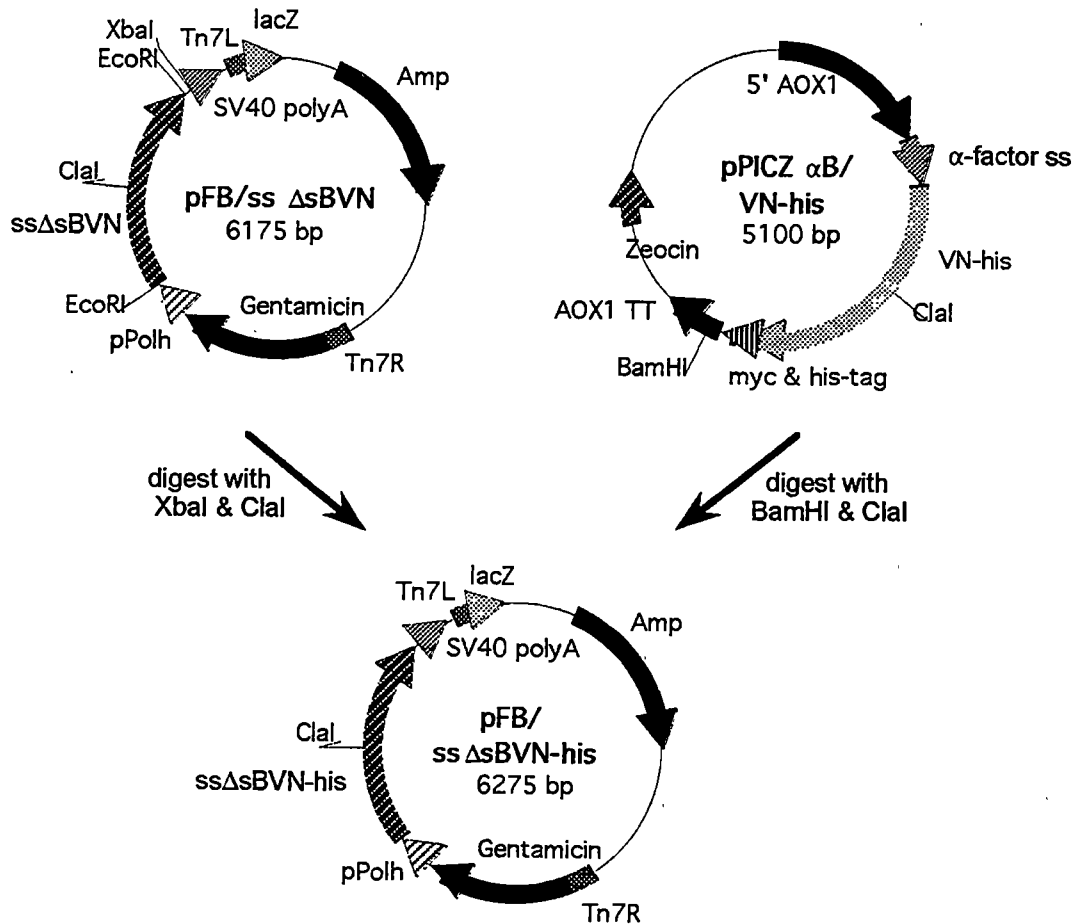 lacZ
XbaI
Tn7L
EcoRI
Amp
SV40 polyA
ClaI
pFB/ss ΔsBVN
6175 bp
ssΔsBVN
EcoRI
Gentamicin
pPolh
Tn7R
5' AOX1
α-factor ss
pPICZ αB/
VN-his
5100 bp
Zeocin
VN-his
ClaI
AOX1 TT
BamHI
myc & his-tag
digest with
XbaI & ClaI
digest with
BamHI & ClaI
lacZ
Tn7L
Amp
SV40 polyA
ClaI
pFB/
ss ΔsBVN-his
6275 bp
ssΔsBVN-his
Gentamicin
pPolh
Tn7R